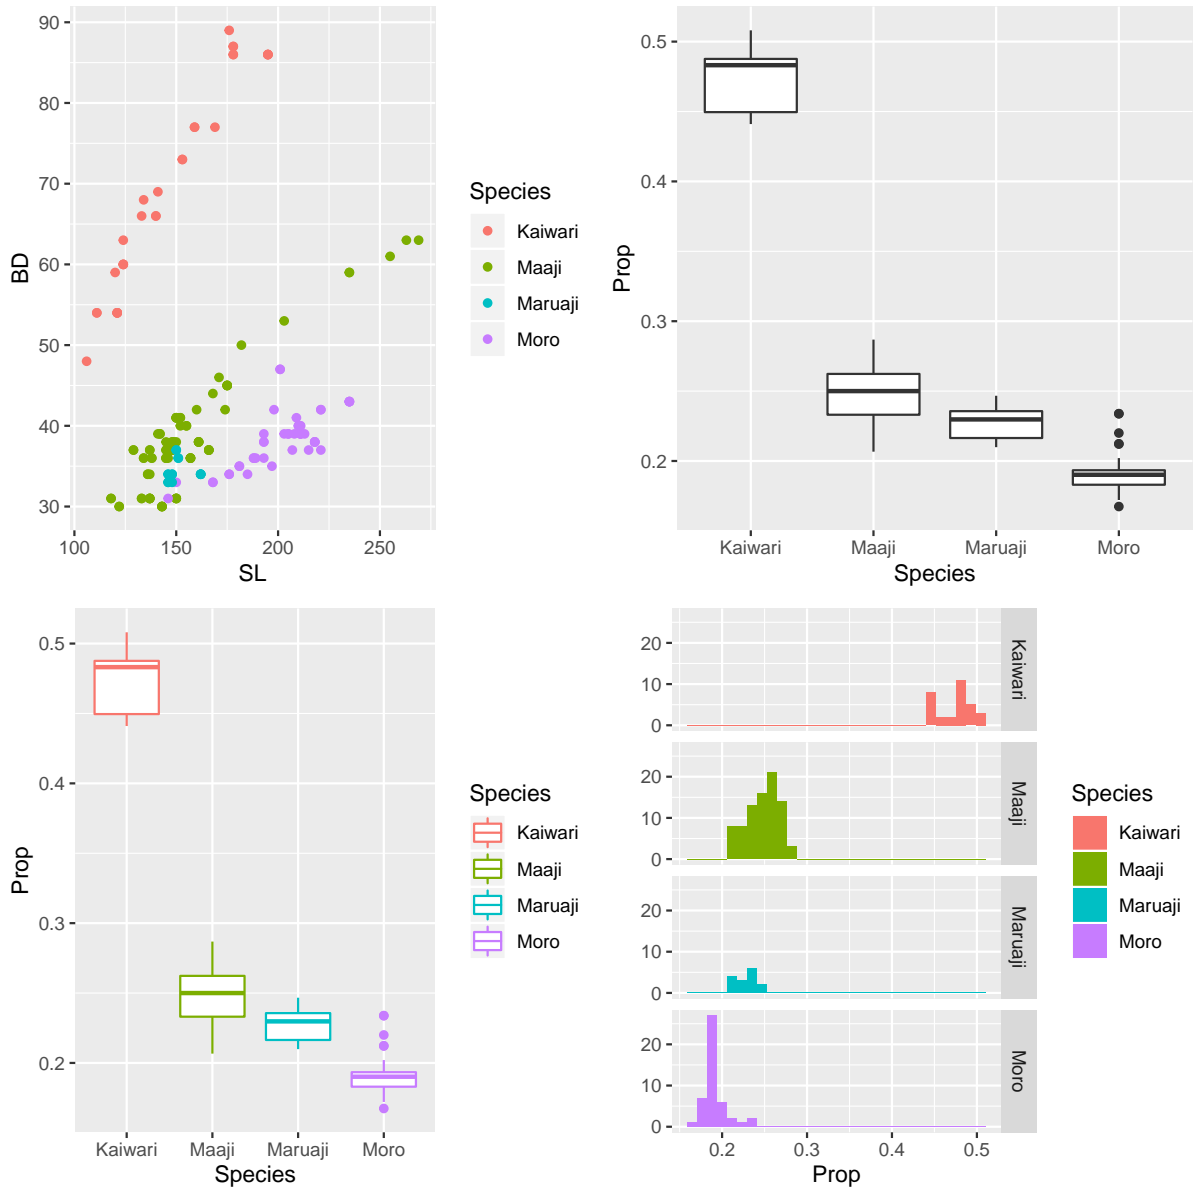 BD
90
80
70
60
50
40
30
100 150 200 250
SL
Species
Kaiwari
Maaji
Maruaji
Moro
Prop
0.5
0.4
0.3
0.2
Kaiwari Maaji Maruaji Moro
Species
Prop
0.5
0.4
0.3
0.2
Kaiwari Maaji Maruaji Moro
Species
Species
Kaiwari
Maaji
Maruaji
Moro
20
10
0
Kaiwari
20
10
0
Maaji
20
10
0
Maruaji
20
10
0
Moro
0.2 0.3 0.4 0.5
Prop
Species
Kaiwari
Maaji
Maruaji
Moro